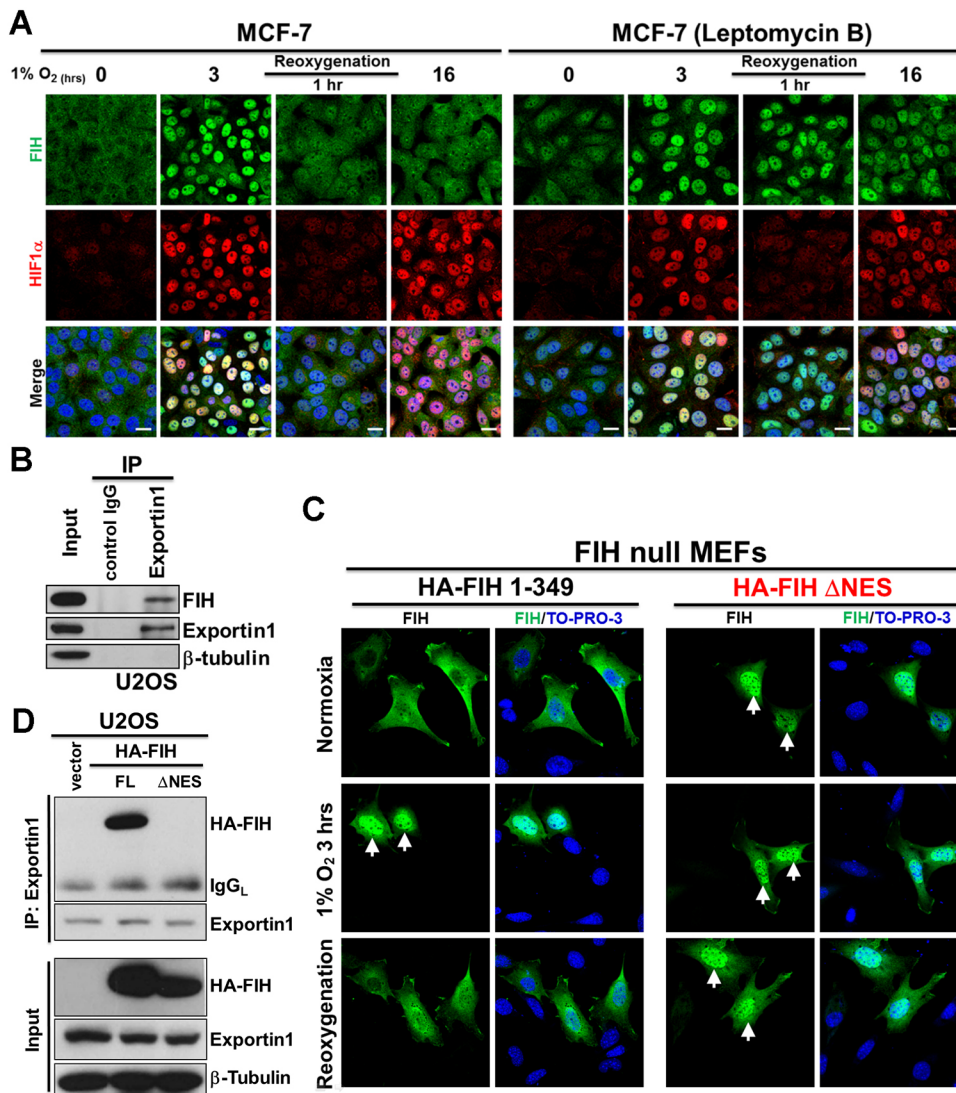 A
MCF-7
MCF-7 (Leptomycin B)
1% O₂ (hrs)
0
3
Reoxygenation
1 hr
16
0
3
Reoxygenation
1 hr
16
FIH
HIF1α
Merge
B
IP
Input
control IgG
Exportin1
FIH
Exportin1
β-tubulin
U2OS
C
FIH null MEFs
HA-FIH 1-349
HA-FIH ΔNES
FIH
FIH/TO-PRO-3
FIH
FIH/TO-PRO-3
Normoxia
1% O₂ 3 hrs
Reoxygenation
D
U2OS
vector
HA-FIH
FL
ΔNES
IP: Exportin1
HA-FIH
IgG_L
Exportin1
Input
HA-FIH
Exportin1
β-Tubulin